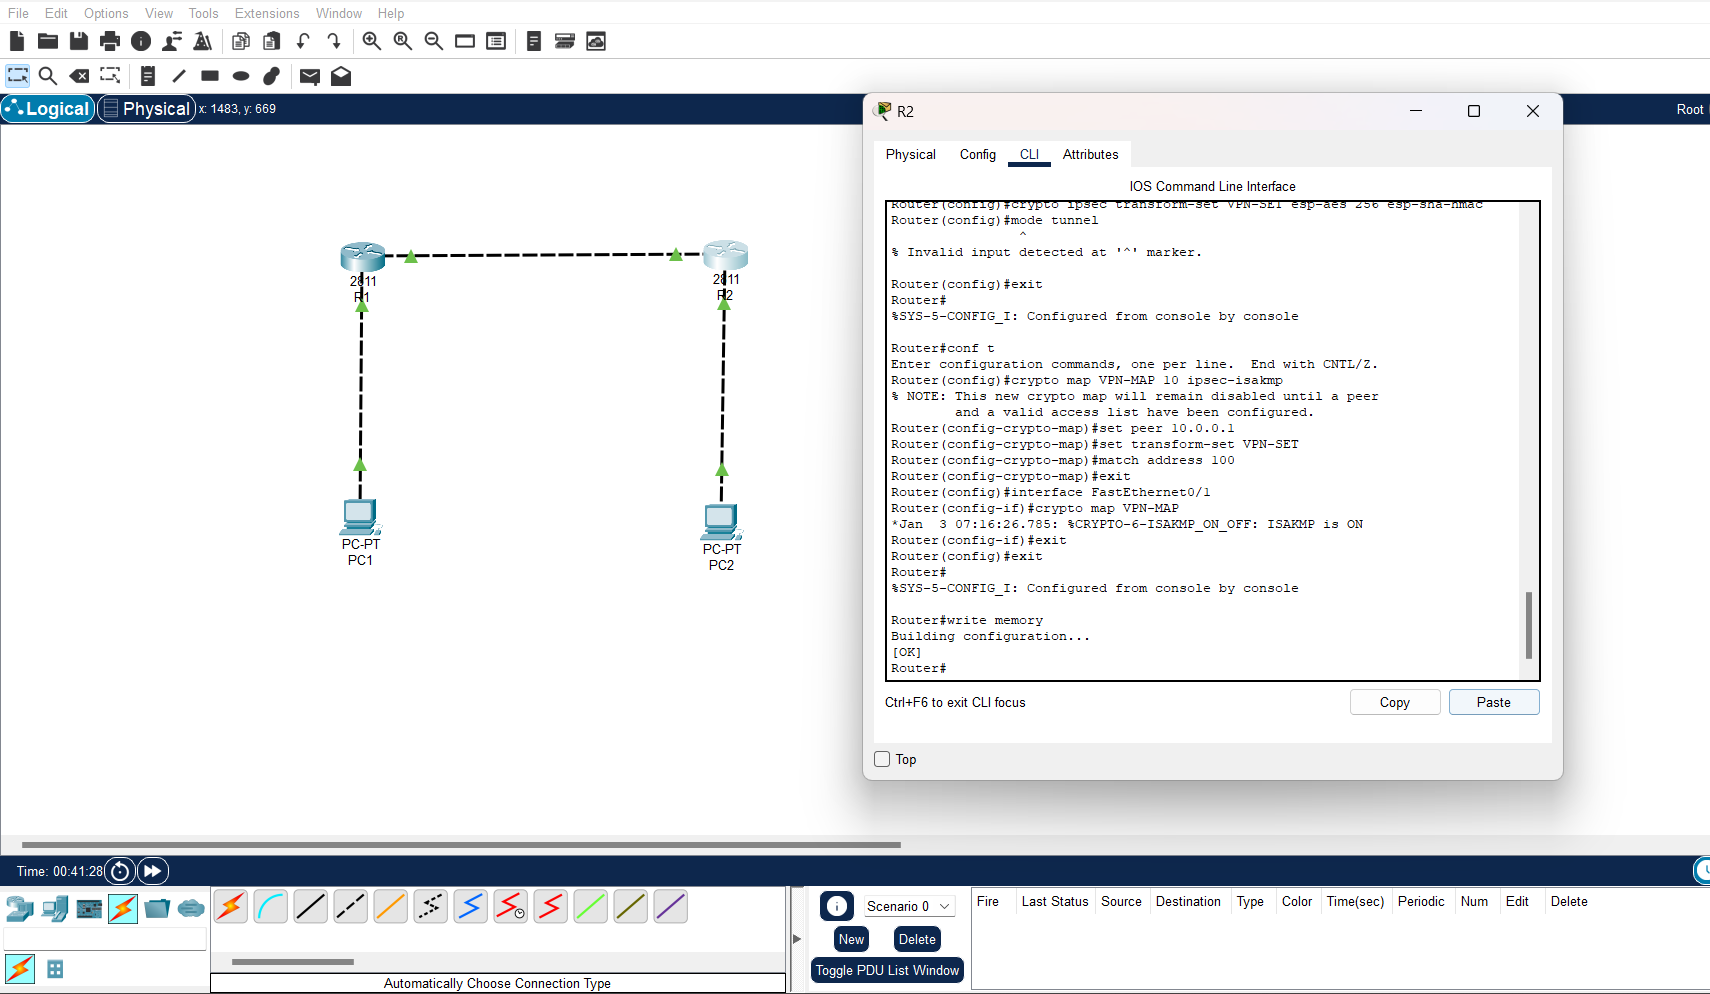 File Edit Options View Tools Extensions Window Help
Logical Physical x: 1483, y: 669 Root
2811
R1
2811
R2
PC-PT
PC1
PC-PT
PC2
R2
Physical Config CLI Attributes
IOS Command Line Interface
Router(config)#crypto ipsec transform-set VPN-SET esp-aes 256 esp-sha-hmac
Router(config)#mode tunnel
^
% Invalid input detected at '^' marker.
Router(config)#exit
Router#
%SYS-5-CONFIG_I: Configured from console by console
Router#conf t
Enter configuration commands, one per line.  End with CNTL/Z.
Router(config)#crypto map VPN-MAP 10 ipsec-isakmp
% NOTE: This new crypto map will remain disabled until a peer
and a valid access list have been configured.
Router(config-crypto-map)#set peer 10.0.0.1
Router(config-crypto-map)#set transform-set VPN-SET
Router(config-crypto-map)#match address 100
Router(config-crypto-map)#exit
Router(config)#interface FastEthernet0/1
Router(config-if)#crypto map VPN-MAP
*Jan  3 07:16:26.785: %CRYPTO-6-ISAKMP_ON_OFF: ISAKMP is ON
Router(config-if)#exit
Router(config)#exit
Router#
%SYS-5-CONFIG_I: Configured from console by console
Router#write memory
Building configuration...
[OK]
Router#
Ctrl+F6 to exit CLI focus Copy Paste
Top
Time: 00:41:28
Scenario 0
New Delete
Toggle PDU List Window
Fire Last Status Source Destination Type Color Time(sec) Periodic Num Edit Delete
Automatically Choose Connection Type